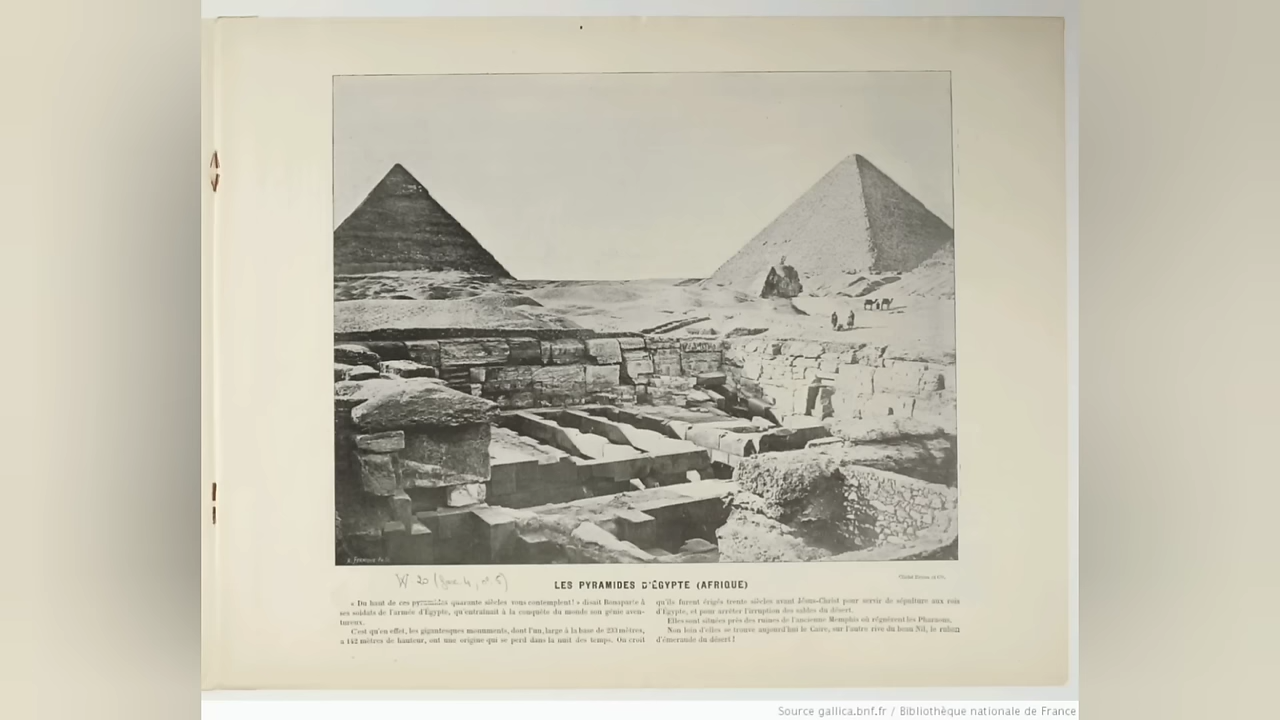 LES PYRAMIDES D'ÉGYPTE (AFRIQUE)
« Du haut de ces pyramides quarante siècles vous contemplent! » disait Bonaparte à
ses soldats de l'armée d'Égypte, qu'entraînait à la conquête du monde son génie aven-
tureux.
C'est qu'en effet, les gigantesques monuments, dont l'un, large à la base de 233 mètres,
a 142 mètres de hauteur, ont une origine qui se perd dans la nuit des temps. On croit
qu'ils furent érigés trente siècles avant Jésus-Christ pour servir de sépulture aux rois
d'Égypte, et pour arrêter l'irruption des sables du désert.
Elles sont situées près des ruines de l'ancienne Memphis où régnèrent les Pharaons.
Non loin d'elles se trouve aujourd'hui le Caire, sur l'autre rive du beau Nil, le ruban
d'émeraude du désert!
Source gallica.bnf.fr / Bibliothèque nationale de France